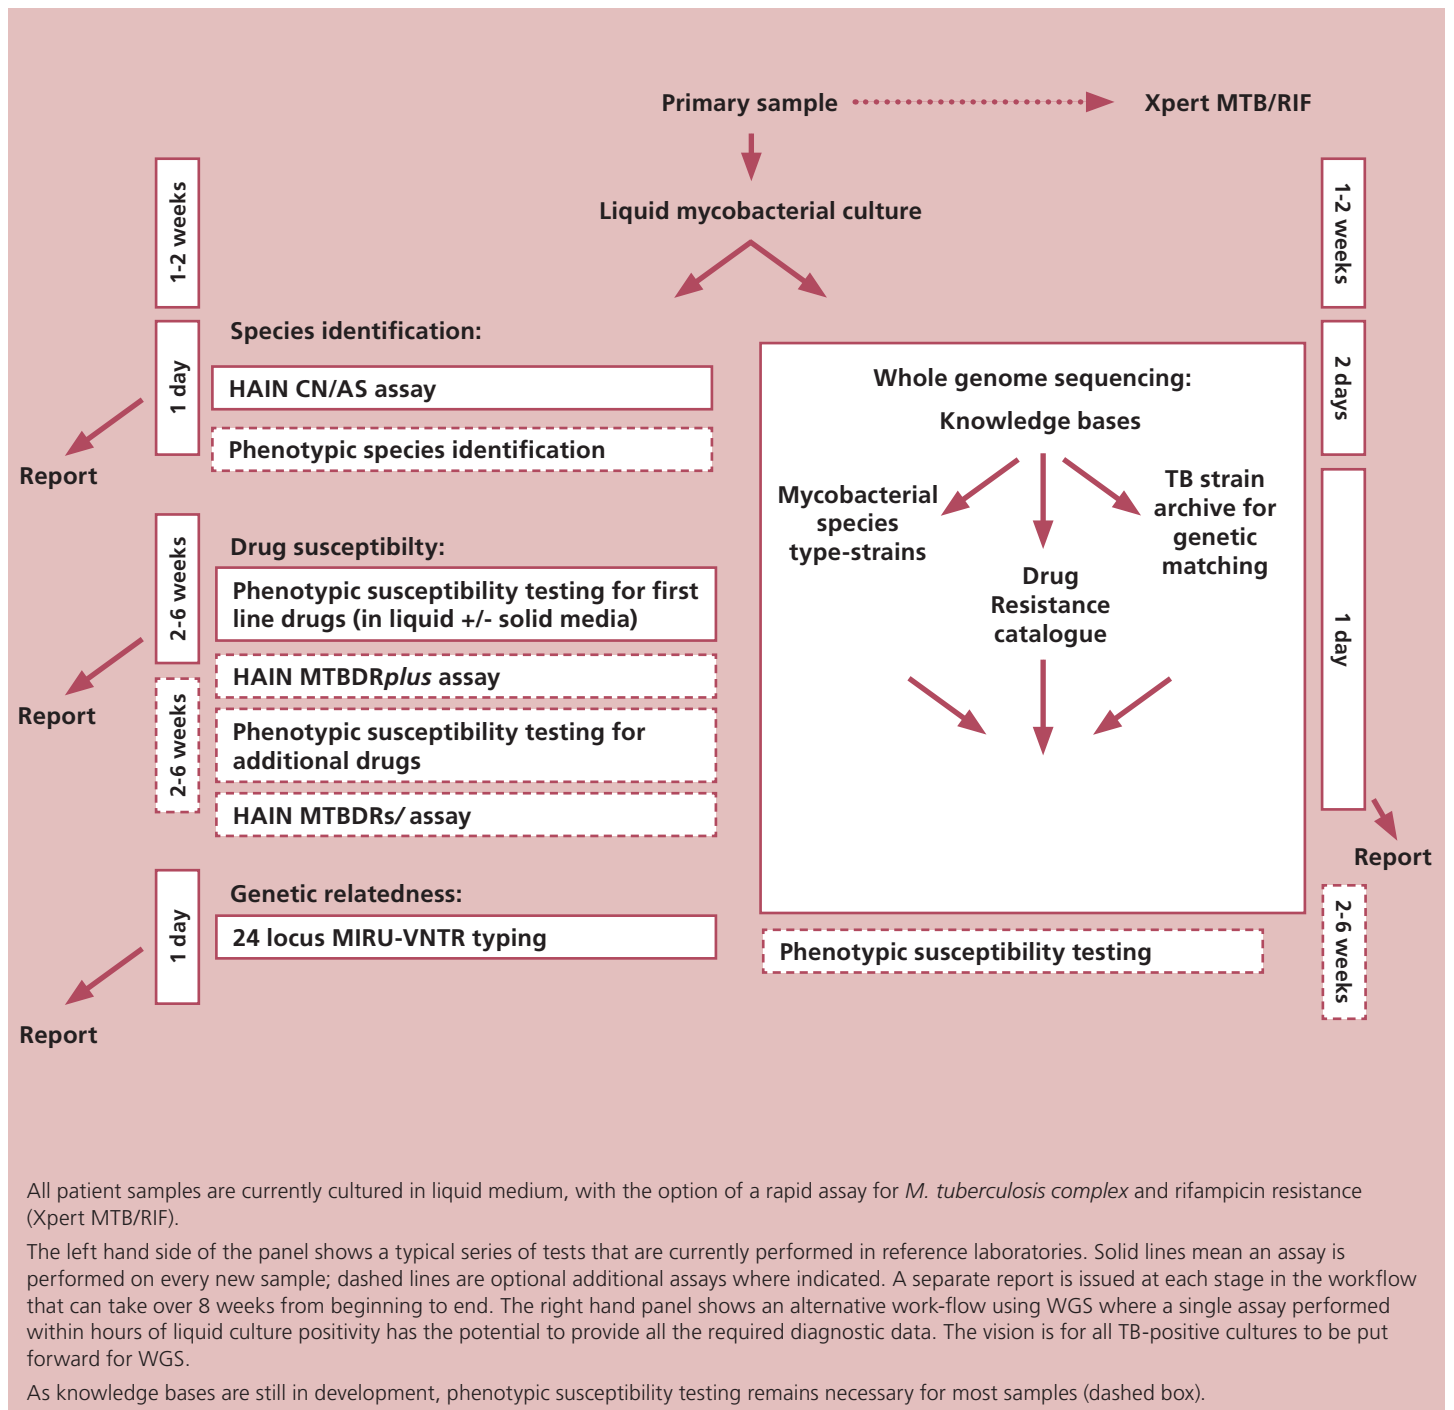 Primary sample
Xpert MTB/RIF
Liquid mycobacterial culture
1-2 weeks
1 day
Species identification:
HAIN CN/AS assay
Phenotypic species identification
Report
2-6 weeks
Drug susceptibilty:
Phenotypic susceptibility testing for first
line drugs (in liquid +/- solid media)
HAIN MTBDRplus assay
Report
2-6 weeks
Phenotypic susceptibility testing for
additional drugs
HAIN MTBDRs/ assay
1 day
Genetic relatedness:
24 locus MIRU-VNTR typing
Report
1-2 weeks
2 days
Whole genome sequencing:
Knowledge bases
Mycobacterial
species
type-strains
Drug
Resistance
catalogue
TB strain
archive for
genetic
matching
1 day
Report
Phenotypic susceptibility testing
2-6 weeks
All patient samples are currently cultured in liquid medium, with the option of a rapid assay for M. tuberculosis complex and rifampicin resistance
(Xpert MTB/RIF).
The left hand side of the panel shows a typical series of tests that are currently performed in reference laboratories. Solid lines mean an assay is
performed on every new sample; dashed lines are optional additional assays where indicated. A separate report is issued at each stage in the workflow
that can take over 8 weeks from beginning to end. The right hand panel shows an alternative work-flow using WGS where a single assay performed
within hours of liquid culture positivity has the potential to provide all the required diagnostic data. The vision is for all TB-positive cultures to be put
forward for WGS.
As knowledge bases are still in development, phenotypic susceptibility testing remains necessary for most samples (dashed box).